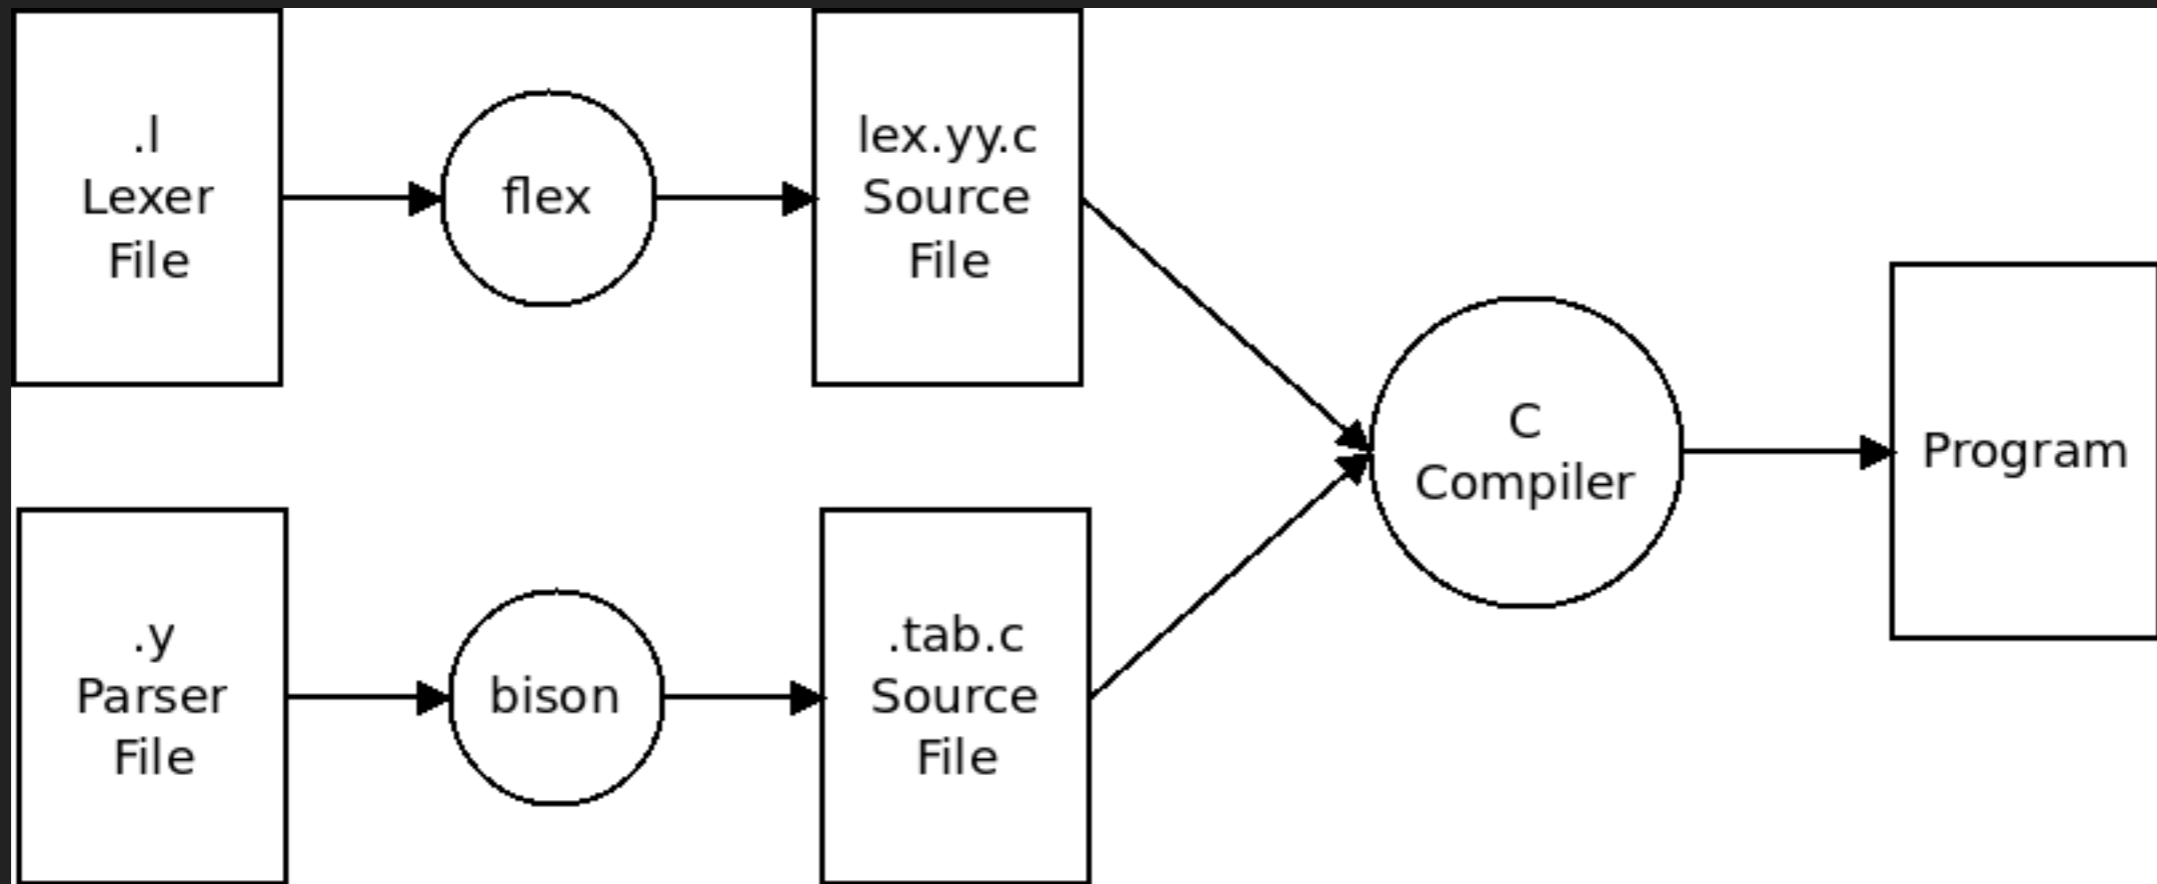 .l
Lexer
File
flex
lex.yy.c
Source
File
C
Compiler
Program
.y
Parser
File
bison
.tab.c
Source
File